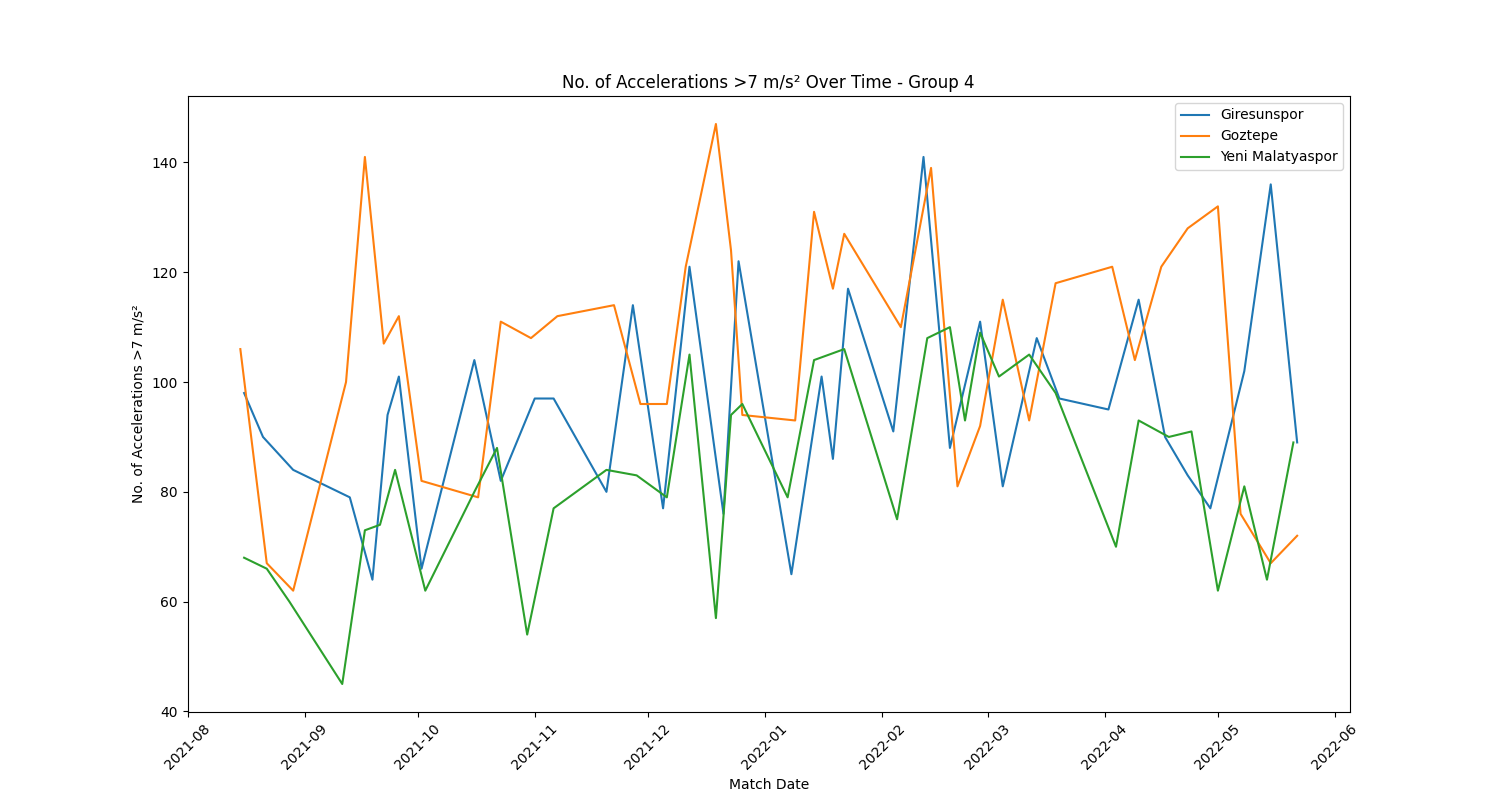 No. of Accelerations >7 m/s² Over Time - Group 4
Giresunspor
Goztepe
Yeni Malatyaspor
No. of Accelerations >7 m/s²
140
120
100
80
60
40
2021-08
2021-09
2021-10
2021-11
2021-12
2022-01
2022-02
2022-03
2022-04
2022-05
2022-06
Match Date